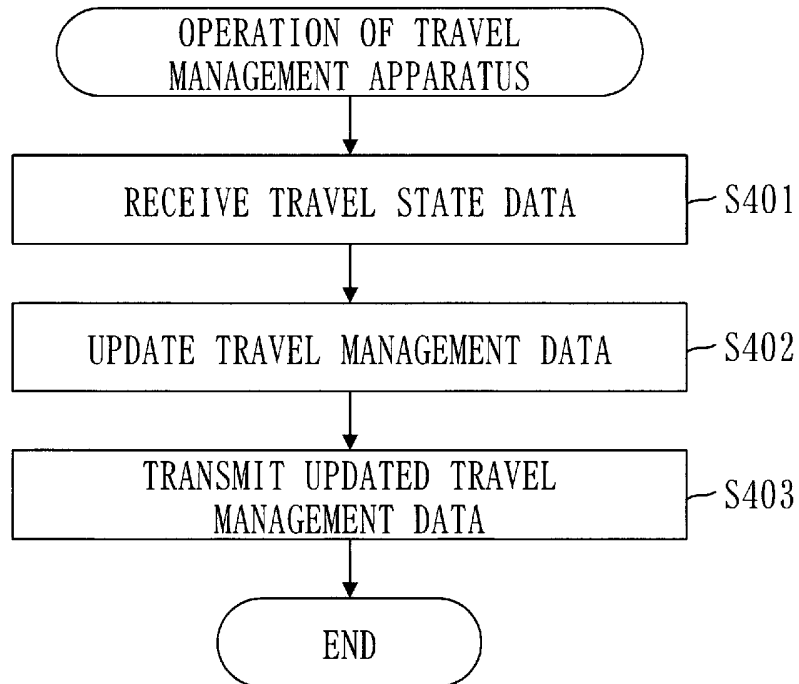 OPERATION OF TRAVEL
MANAGEMENT APPARATUS
RECEIVE TRAVEL STATE DATA
S401
UPDATE TRAVEL MANAGEMENT DATA
S402
TRANSMIT UPDATED TRAVEL
MANAGEMENT DATA
S403
END